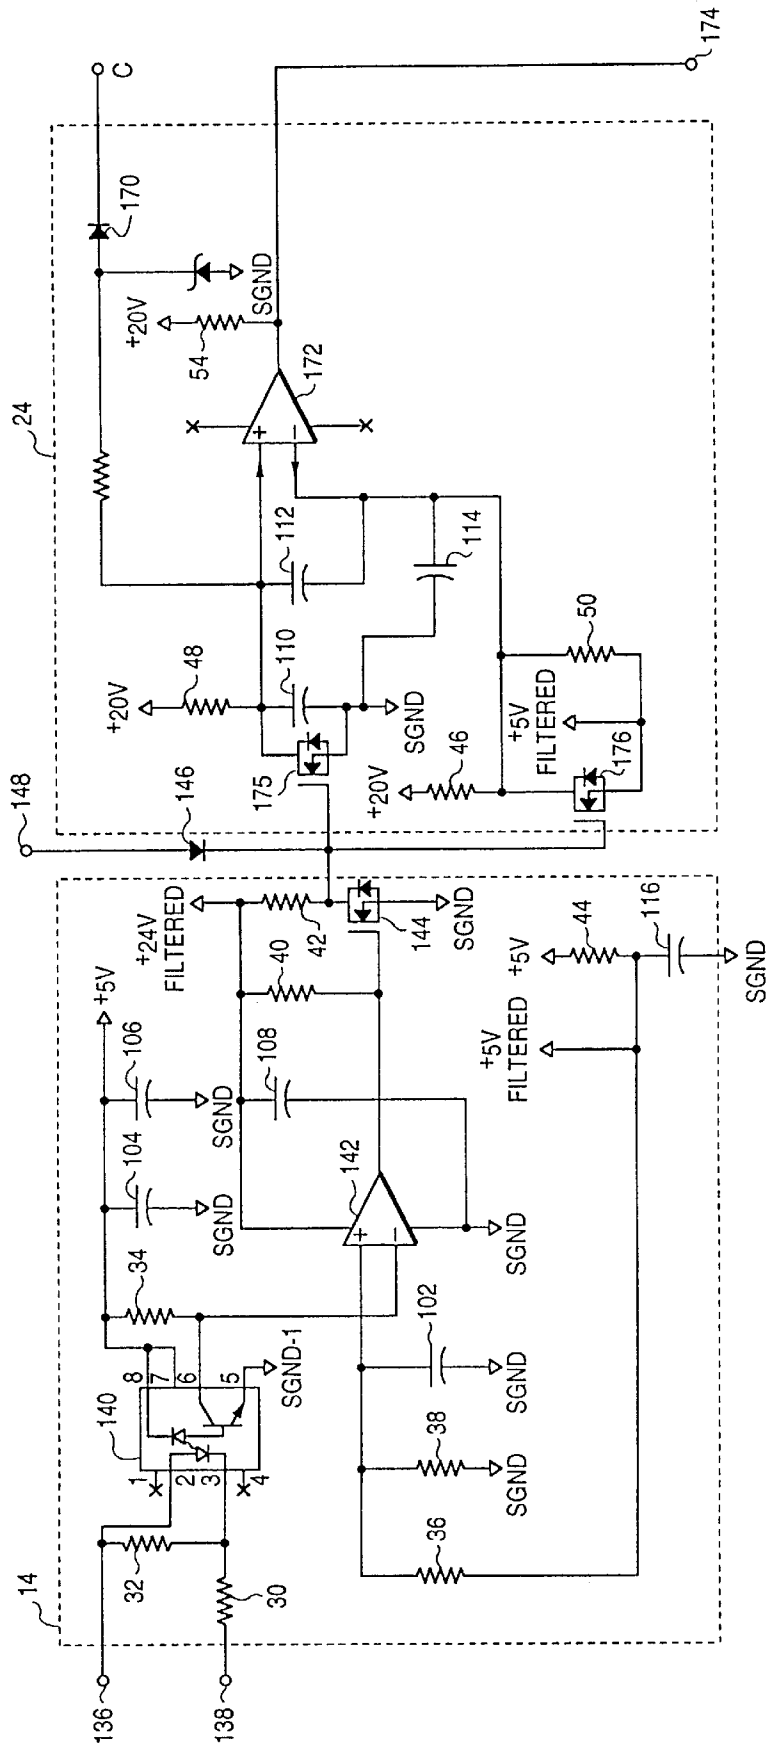 14
136
138
32
30
140
1
2
3
4
8
7
6
5
SGND-1
34
104
SGND
106
SGND
+5V
36
38
SGND
102
SGND
+
−
142
SGND
108
40
+24V
FILTERED
42
144
SGND
+5V
FILTERED
+5V
44
116
SGND
148
146
24
175
+20V
48
110
SGND
112
114
+20V
46
+5V
FILTERED
176
50
+
−
172
+20V
54
SGND
170
C
174